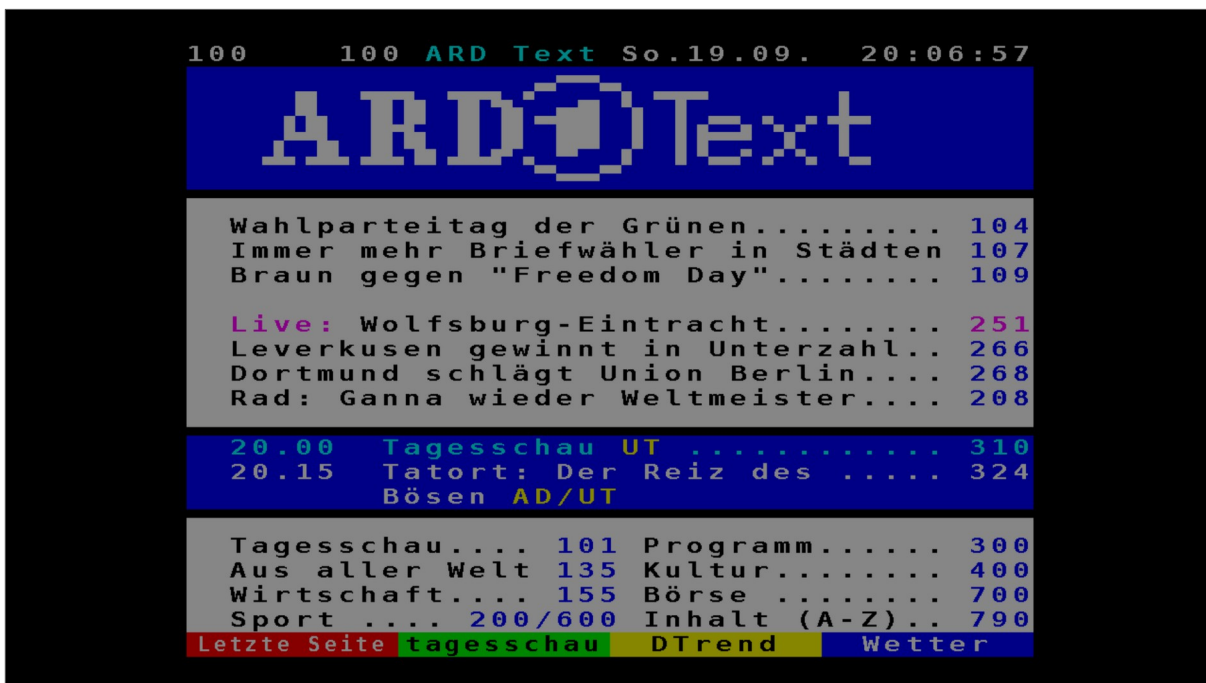 100 100 ARD Text So.19.09. 20:06:57
ARD 1 Text
Wahlparteitag der Grünen......... 104
Immer mehr Briefwähler in Städten 107
Braun gegen "Freedom Day"........ 109
Live: Wolfsburg-Eintracht........ 251
Leverkusen gewinnt in Unterzahl.. 266
Dortmund schlägt Union Berlin.... 268
Rad: Ganna wieder Weltmeister.... 208
20.00 Tagesschau UT ............ 310
20.15 Tatort: Der Reiz des ..... 324
Bösen AD/UT
Tagesschau.... 101 Programm...... 300
Aus aller Welt 135 Kultur........ 400
Wirtschaft.... 155 Börse ........ 700
Sport .... 200/600 Inhalt (A-Z).. 790
Letzte Seite tagesschau DTrend Wetter